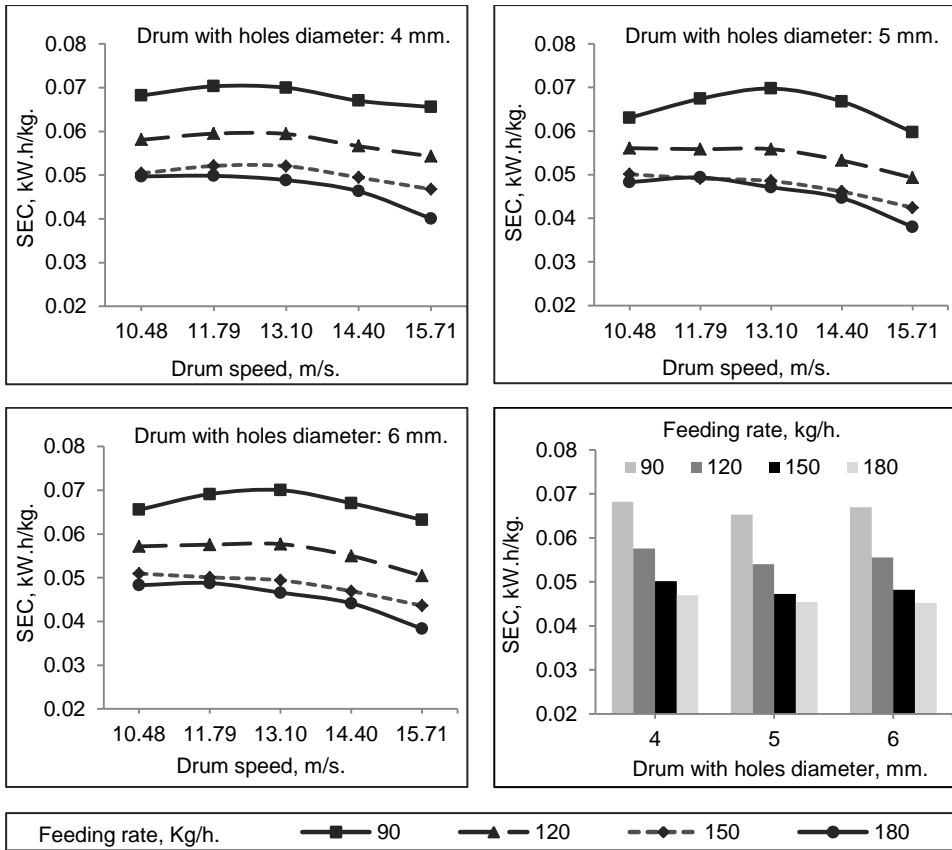 Drum with holes diameter: 4 mm.
0.08
0.07
0.06
0.05
0.04
0.03
0.02
SEC, kW.h/kg.
10.48 11.79 13.10 14.40 15.71
Drum speed, m/s.
Drum with holes diameter: 5 mm.
0.08
0.07
0.06
0.05
0.04
0.03
0.02
SEC, kW.h/kg.
10.48 11.79 13.10 14.40 15.71
Drum speed, m/s.
Drum with holes diameter: 6 mm.
0.08
0.07
0.06
0.05
0.04
0.03
0.02
SEC, kW.h/kg.
10.48 11.79 13.10 14.40 15.71
Drum speed, m/s.
Feeding rate, kg/h.
90 120 150 180
0.08
0.07
0.06
0.05
0.04
0.03
0.02
SEC, kW.h/kg.
4 5 6
Drum with holes diameter, mm.
Feeding rate, Kg/h. 90 120 150 180